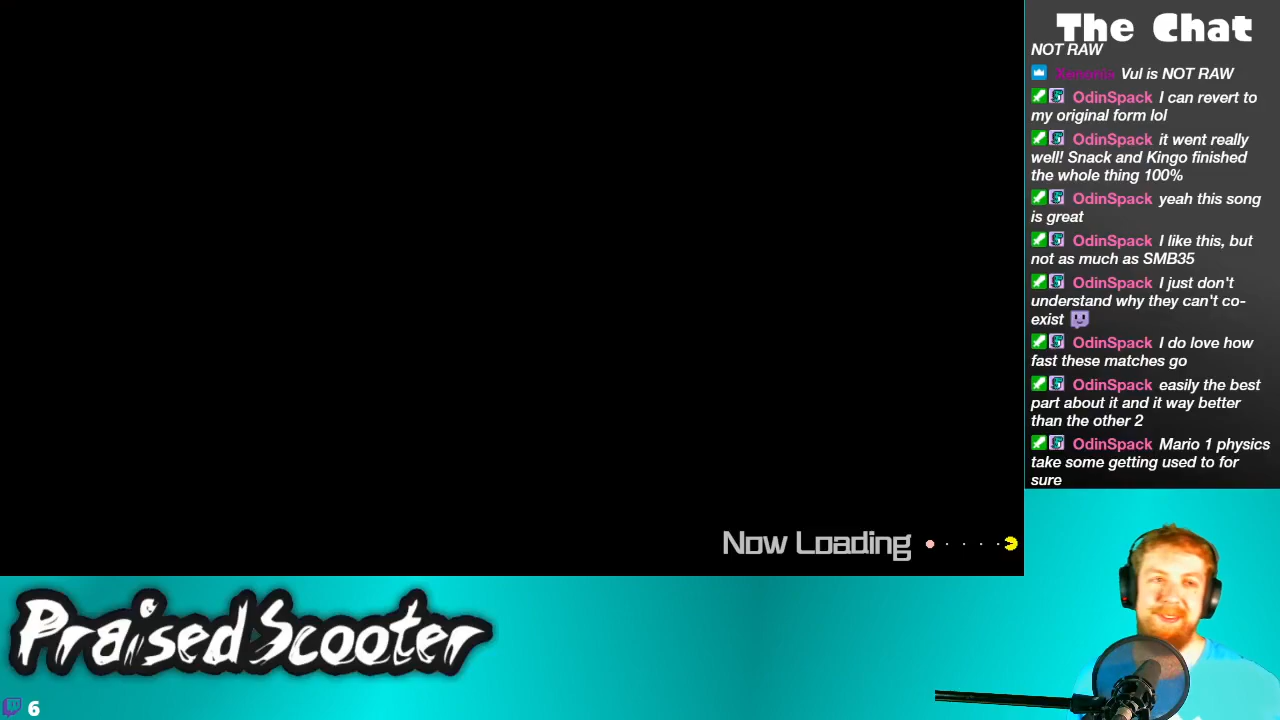 The Chat
NOT RAW
Vul is NOT RAW
OdinSpack I can revert to
my original form lol
OdinSpack it went really
well! Snack and Kingo finished
the whole thing 100%
OdinSpack yeah this song
is great
OdinSpack I like this, but
not as much as SMB35
OdinSpack I just don't
understand why they can't co-
exist
OdinSpack I do love how
fast these matches go
OdinSpack easily the best
part about it and it way better
than the other 2
OdinSpack Mario 1 physics
take some getting used to for
sure
Now Loading
PraisedScooter
6